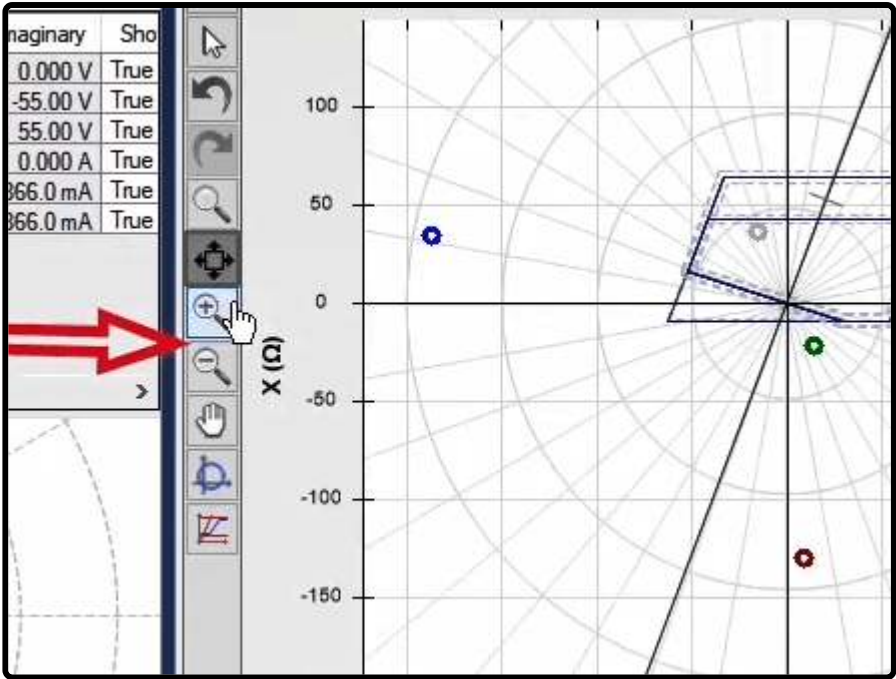 maginary Sho
0.000 V True
-55.00 V True
55.00 V True
0.000 A True
366.0 mA True
366.0 mA True
100
50
0
-50
-100
-150
X (Ω)